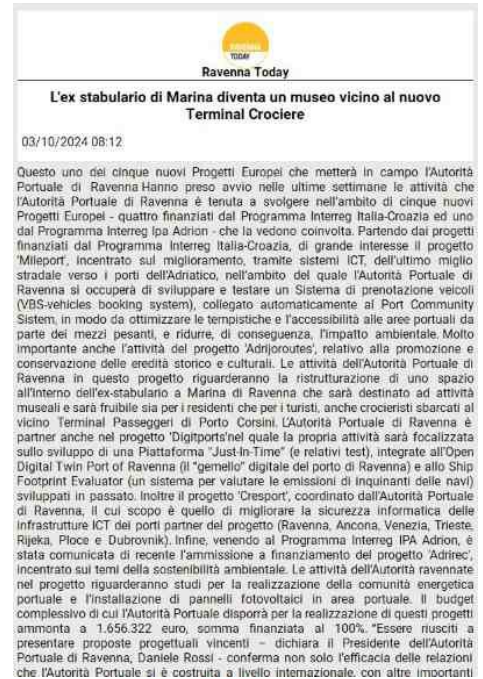 TODAY
Ravenna Today
L'ex stabulario di Marina diventa un museo vicino al nuovo
Terminal Crociere
03/10/2024 08:12
Questo uno dei cinque nuovi Progetti Europei che metterà in campo l'Autorità
Portuale di Ravenna Hanno preso avvio nelle ultime settimane le attività che
l'Autorità Portuale di Ravenna è tenuta a svolgere nell'ambito di cinque nuovi
Progetti Europei - quattro finanziati dal Programma Interreg Italia-Croazia ed uno
dal Programma Interreg Ipa Adrion - che la vedono coinvolta. Partendo dai progetti
finanziati dal Programma Interreg Italia-Croazia, di grande interesse il progetto
'Mileport', incentrato sul miglioramento, tramite sistemi ICT, dell'ultimo miglio
stradale verso i porti dell'Adriatico, nell'ambito del quale l'Autorità Portuale di
Ravenna si occuperà di sviluppare e testare un Sistema di prenotazione veicoli
(VBS-vehicles booking system), collegato automaticamente al Port Community
Sistem, in modo da ottimizzare le tempistiche e l'accessibilità alle aree portuali da
parte dei mezzi pesanti, e ridurre, di conseguenza, l'impatto ambientale. Molto
importante anche l'attività del progetto 'Adrijoroutes', relativo alla promozione e
conservazione delle eredità storico e culturali. Le attività dell'Autorità Portuale di
Ravenna in questo progetto riguarderanno la ristrutturazione di uno spazio
all'interno dell'ex-stabulario a Marina di Ravenna che sarà destinato ad attività
museali e sarà fruibile sia per i residenti che per i turisti, anche crocieristi sbarcati al
vicino Terminal Passeggeri di Porto Corsini. L'Autorità Portuale di Ravenna è
partner anche nel progetto 'Digitports'nel quale la propria attività sarà focalizzata
sullo sviluppo di una Piattaforma "Just-In-Time" (e relativi test), integrate all'Open
Digital Twin Port of Ravenna (il "gemello" digitale del porto di Ravenna) e allo Ship
Footprint Evaluator (un sistema per valutare le emissioni di inquinanti delle navi)
sviluppati in passato. Inoltre il progetto 'Cresport', coordinato dall'Autorità Portuale
di Ravenna, il cui scopo è quello di migliorare la sicurezza informatica delle
infrastrutture ICT dei porti partner del progetto (Ravenna, Ancona, Venezia, Trieste,
Rijeka, Ploce e Dubrovnik). Infine, venendo al Programma Interreg IPA Adrion, è
stata comunicata di recente l'ammissione a finanziamento del progetto 'Adrirec',
incentrato sui temi della sostenibilità ambientale. Le attività dell'Autorità ravennate
nel progetto riguarderanno studi per la realizzazione della comunità energetica
portuale e l'installazione di pannelli fotovoltaici in area portuale. Il budget
complessivo di cui l'Autorità Portuale disporrà per la realizzazione di questi progetti
ammonta a 1.656.322 euro, somma finanziata al 100%. "Essere riusciti a
presentare proposte progettuali vincenti – dichiara il Presidente dell'Autorità
Portuale di Ravenna, Daniele Rossi - conferma non solo l'efficacia delle relazioni
che l'Autorità Portuale si è costruita a livello internazionale, con altre importanti